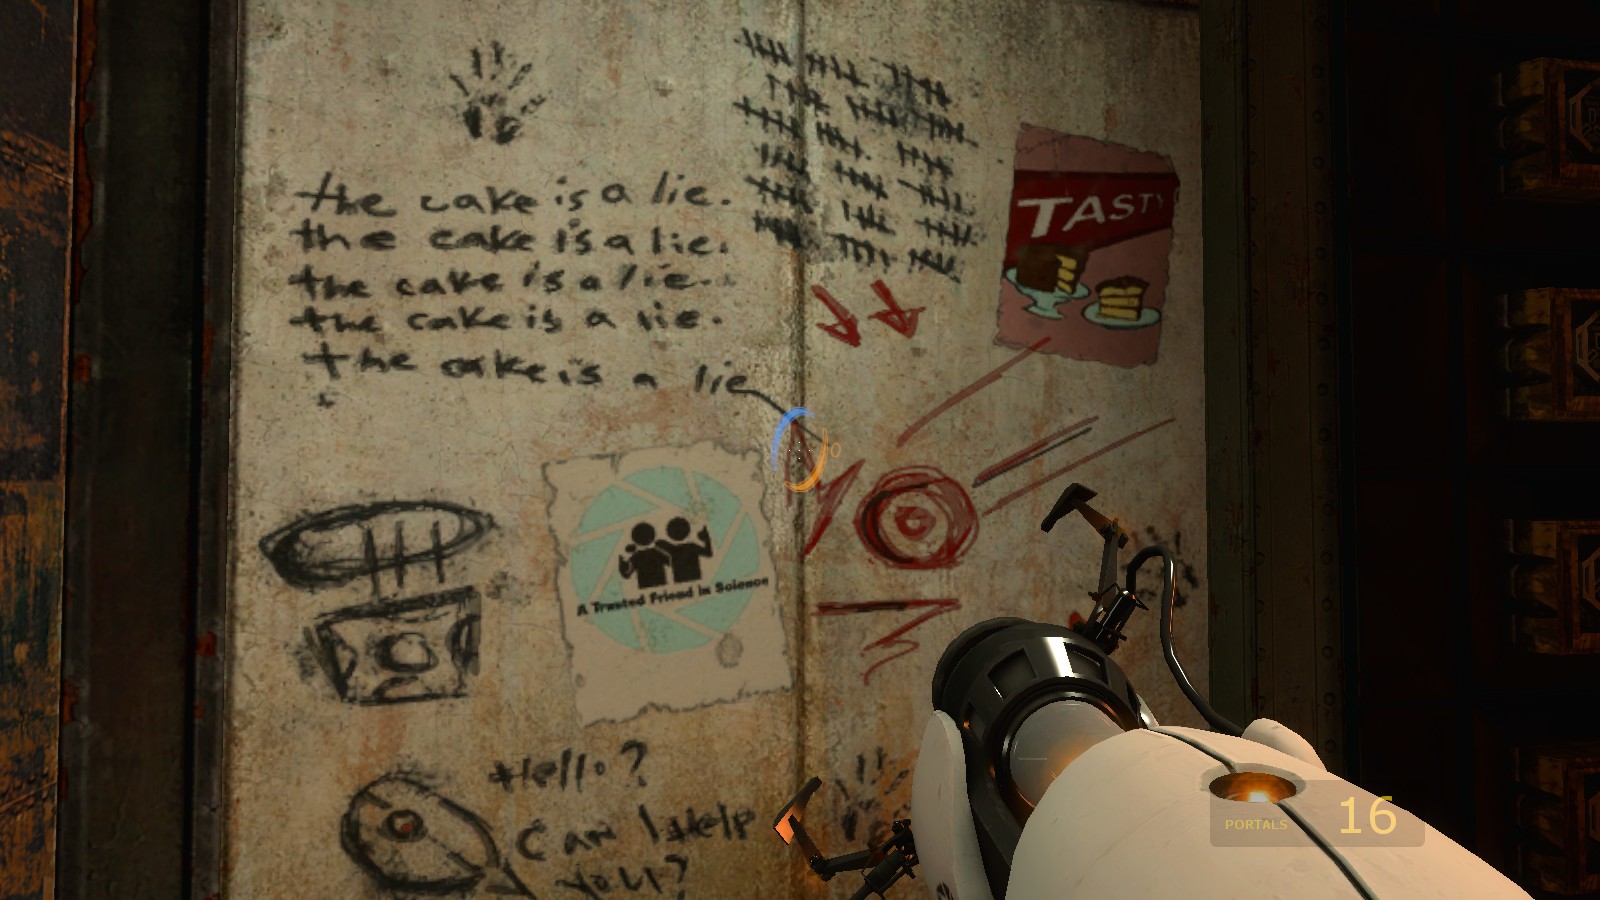 the cake is a lie.
the cake is a lie.
the cake is a lie.
the cake is a lie.
the cake is a lie
TASTY
A Trusted Friend in Science
0
Hello?
Can I Help
you?
PORTALS 16